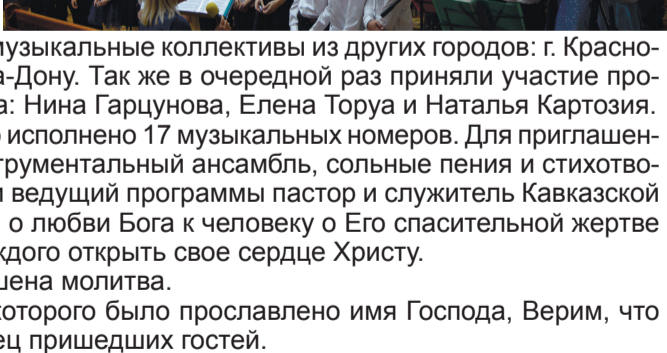 музыкальные коллективы из других городов: г. Красно-
а-Дону. Так же в очередной раз приняли участие про-
а: Нина Гарцунова, Елена Торуа и Наталья Картозия.
исполнено 17 музыкальных номеров. Для приглашен-
трументальный ансамбль, сольные пения и стихотво-
и ведущий программы пастор и служитель Кавказской
о любви Бога к человеку о Его спасительной жертве
ждого открыть свое сердце Христу.
шена молитва.
которого было прославлено имя Господа, Верим, что
ец пришедших гостей.